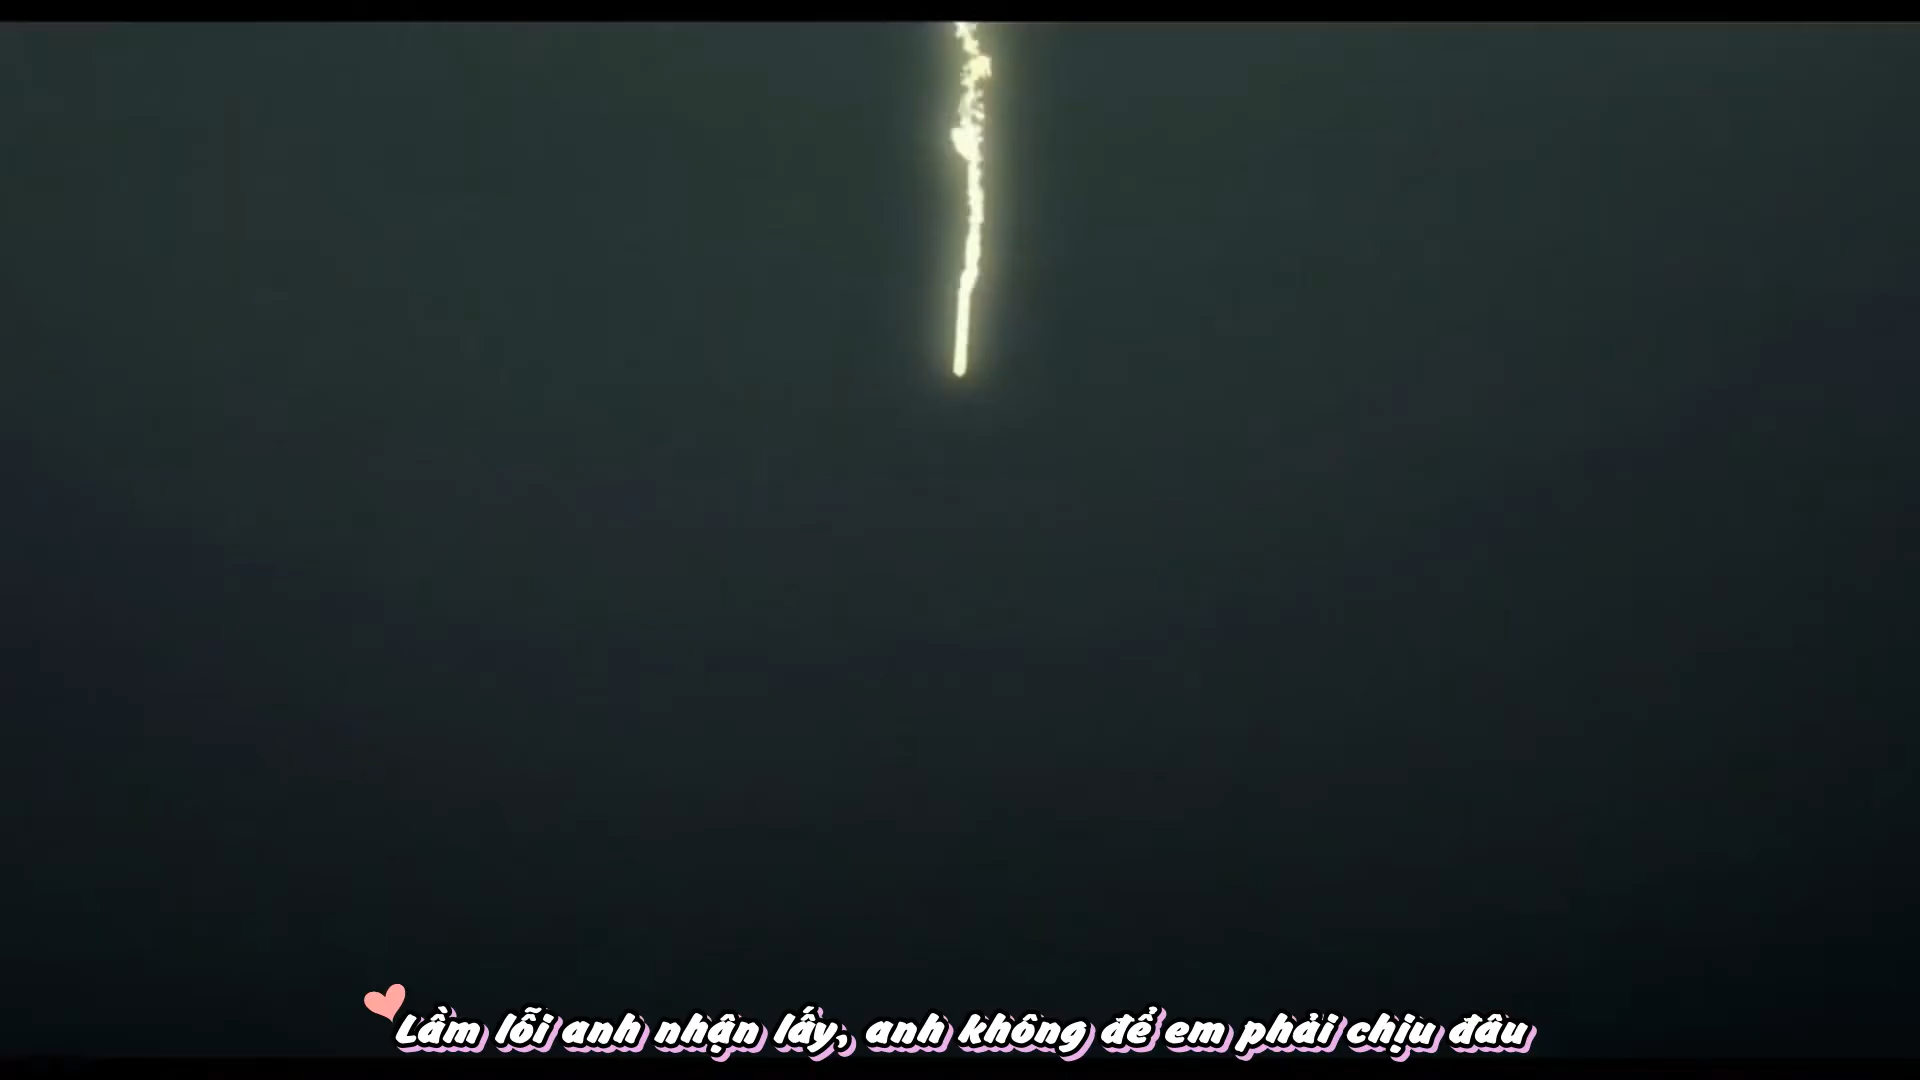 Lầm lỗi anh nhận lấy, anh không để em phải chịu đâu